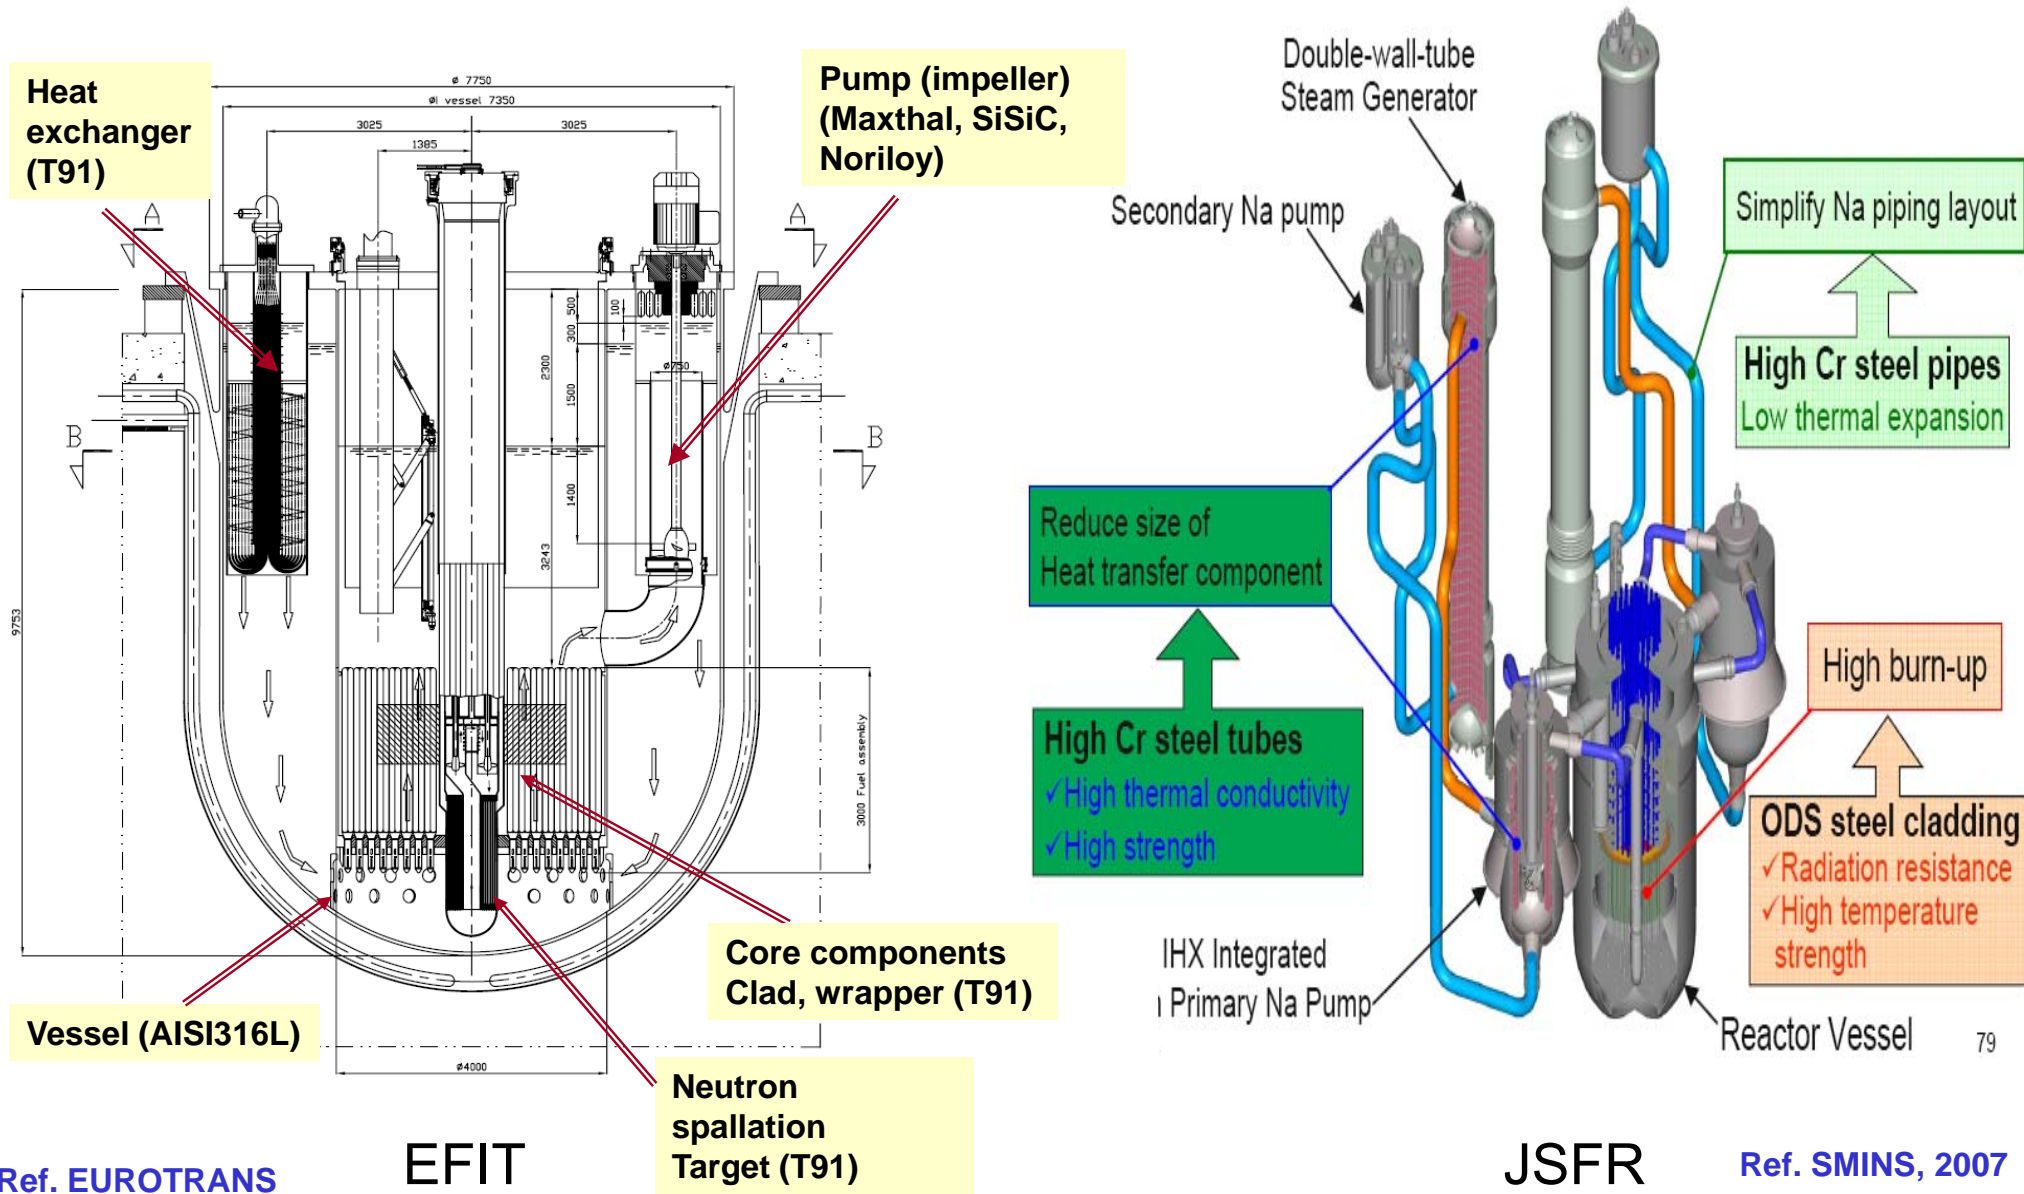 Heat
exchanger
(T91)
Pump (impeller)
(Maxthal, SiSiC,
Noriloy)
ø 7750
øi vessel 7350
3025
3025
1385
A
A
500
100
300
2300
1500
ø750
B
B
1400
3243
9753
3000 Fuel assembly
Core components
Clad, wrapper (T91)
Vessel (AISI316L)
ø4000
Neutron
spallation
Target (T91)
EFIT
Ref. EUROTRANS
Double-wall-tube
Steam Generator
Secondary Na pump
Simplify Na piping layout
High Cr steel pipes
Low thermal expansion
Reduce size of
Heat transfer component
High Cr steel tubes
✓High thermal conductivity
✓High strength
High burn-up
ODS steel cladding
✓Radiation resistance
✓High temperature
strength
IHX Integrated
Primary Na Pump
Reactor Vessel
79
JSFR
Ref. SMINS, 2007